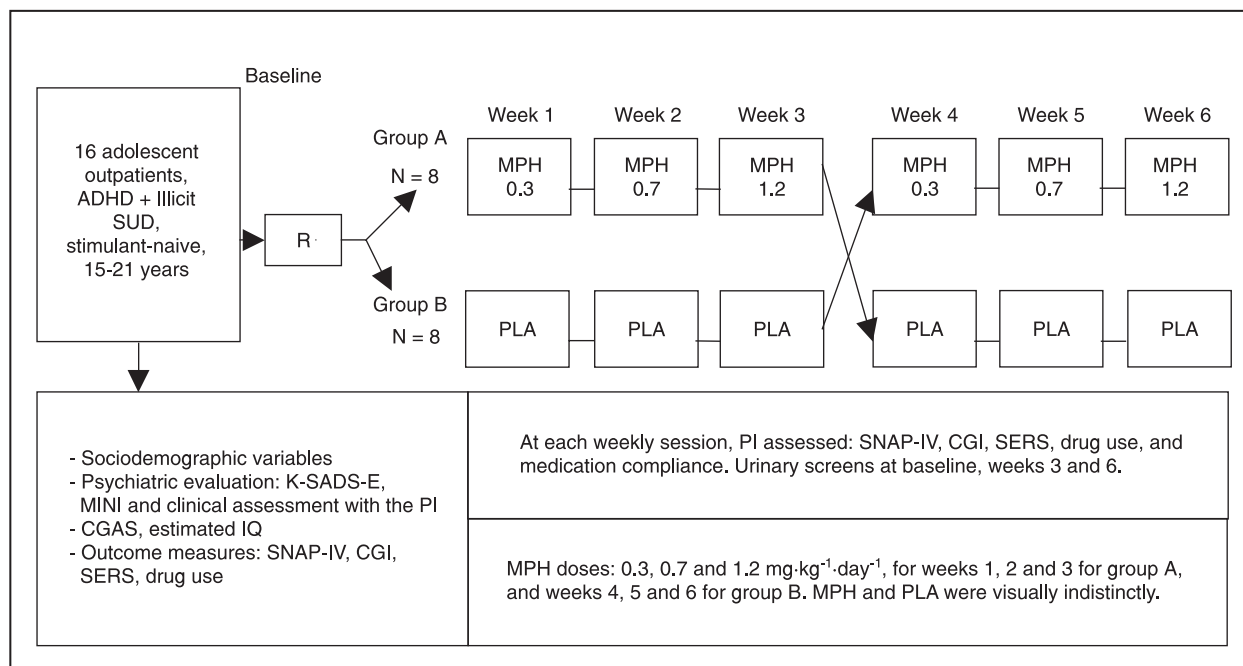 Baseline
16 adolescent
outpatients,
ADHD + Illicit
SUD,
stimulant-naive,
15-21 years
R
Group A
N = 8
Group B
N = 8
Week 1
Week 2
Week 3
Week 4
Week 5
Week 6
MPH
0.3
MPH
0.7
MPH
1.2
MPH
0.3
MPH
0.7
MPH
1.2
PLA
PLA
PLA
PLA
PLA
PLA
- Sociodemographic variables
- Psychiatric evaluation: K-SADS-E,
MINI and clinical assessment with the PI
- CGAS, estimated IQ
- Outcome measures: SNAP-IV, CGI,
SERS, drug use
At each weekly session, PI assessed: SNAP-IV, CGI, SERS, drug use, and
medication compliance. Urinary screens at baseline, weeks 3 and 6.
MPH doses: 0.3, 0.7 and 1.2 mg·kg⁻¹·day⁻¹, for weeks 1, 2 and 3 for group A,
and weeks 4, 5 and 6 for group B. MPH and PLA were visually indistinctly.